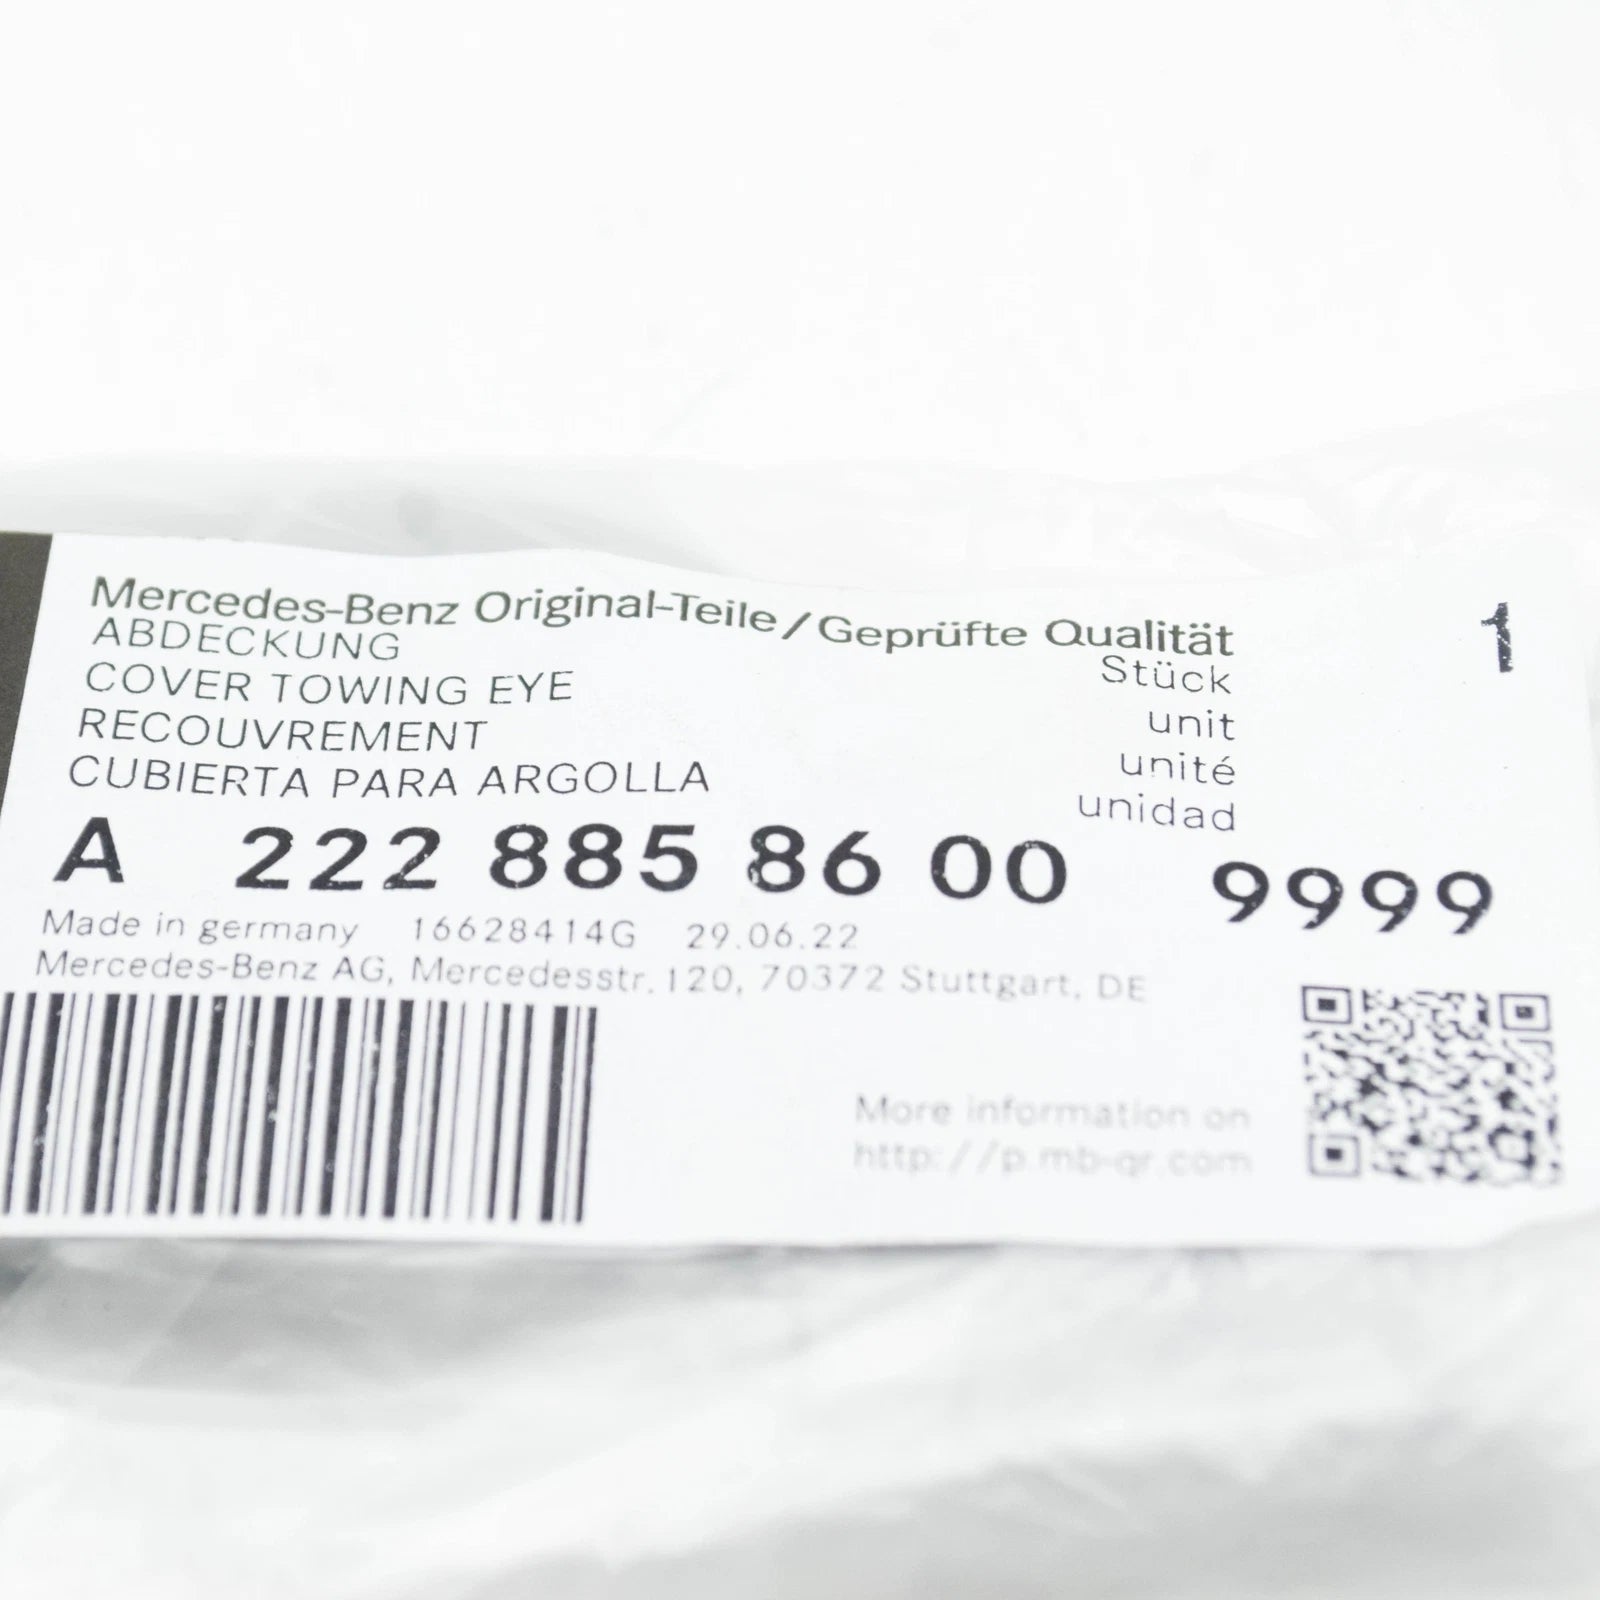 Mercedes-Benz Original-Teile/Geprüfte Qualität
ABDECKUNG
COVER TOWING EYE
RECOUVREMENT
CUBIERTA PARA ARGOLLA
Stück
unit
unité
unidad
1
A 222 885 86 00 9999
Made in germany 16628414G 29.06.22
Mercedes-Benz AG, Mercedesstr.120, 70372 Stuttgart, DE
More information on
http://p.mb-qr.com